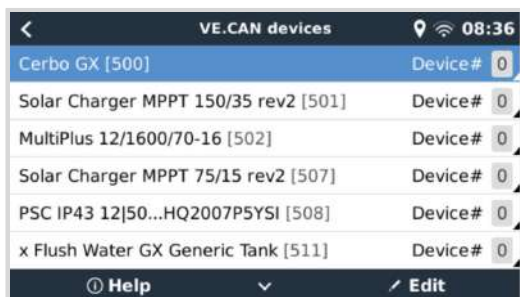 VE.CAN devices 08:36
Cerbo GX [500] Device# 0
Solar Charger MPPT 150/35 rev2 [501] Device# 0
MultiPlus 12/1600/70-16 [502] Device# 0
Solar Charger MPPT 75/15 rev2 [507] Device# 0
PSC IP43 12|50...HQ2007P5YSI [508] Device# 0
x Flush Water GX Generic Tank [511] Device# 0
Help Edit